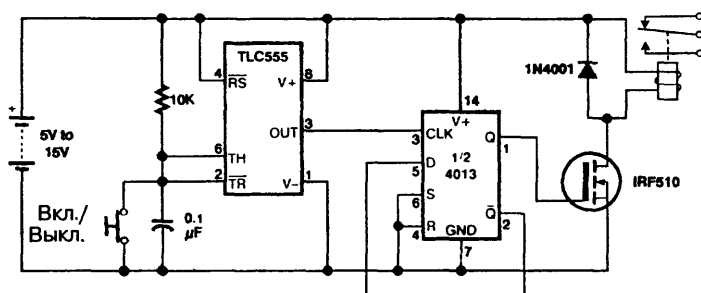 TLC555
4
RS
V+
8
10K
OUT
3
6
TH
2
TR
V–
1
+
5V to
15V
Вкл./
Выкл.
0.1
µF
14
V+
3
CLK
Q
1
D
5
1/2
4013
S
6
R
4
Q
2
GND
7
1N4001
IRF510